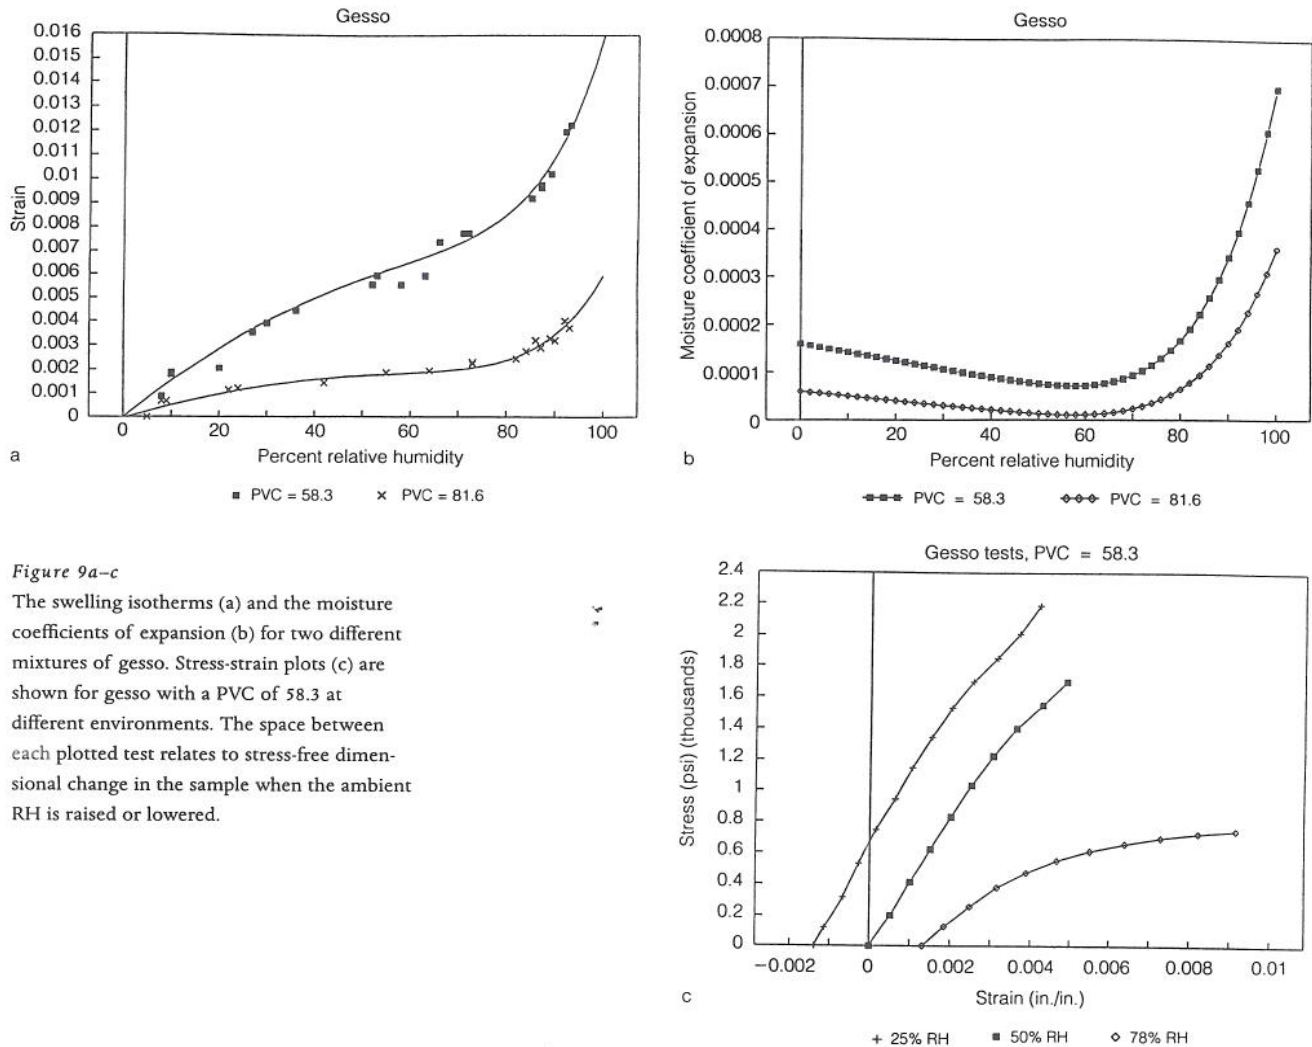 Gesso
0.016
0.015
0.014
0.013
0.012
0.011
0.01
0.009
0.008
0.007
0.006
0.005
0.004
0.003
0.002
0.001
0
Strain
0 20 40 60 80 100
Percent relative humidity
a
PVC = 58.3 PVC = 81.6
Gesso
0.0008
0.0007
0.0006
0.0005
0.0004
0.0003
0.0002
0.0001
0
Moisture coefficient of expansion
0 20 40 60 80 100
Percent relative humidity
b
PVC = 58.3 PVC = 81.6
Figure 9a–c
The swelling isotherms (a) and the moisture
coefficients of expansion (b) for two different
mixtures of gesso. Stress-strain plots (c) are
shown for gesso with a PVC of 58.3 at
different environments. The space between
each plotted test relates to stress-free dimen-
sional change in the sample when the ambient
RH is raised or lowered.
Gesso tests, PVC = 58.3
2.4
2.2
2
1.8
1.6
1.4
1.2
1
0.8
0.6
0.4
0.2
0
Stress (psi) (thousands)
−0.002 0 0.002 0.004 0.006 0.008 0.01
Strain (in./in.)
c
25% RH 50% RH 78% RH